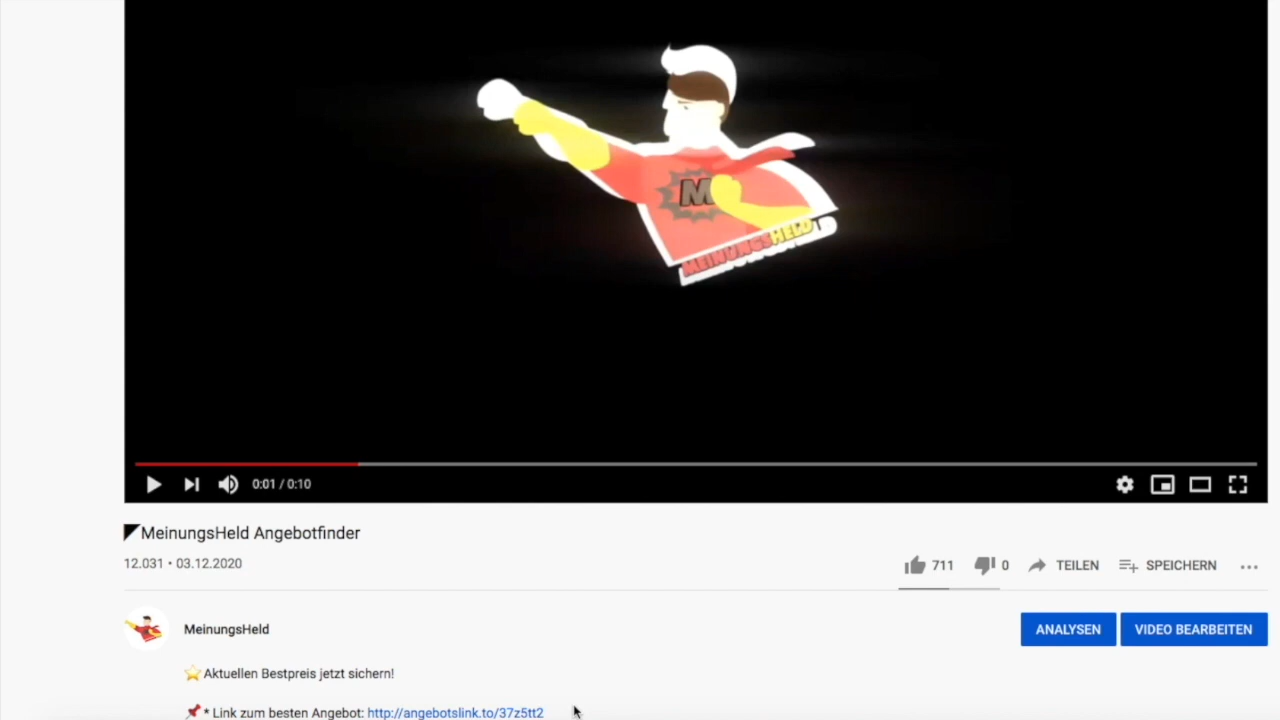 M
MEINUNGSHELD
0:01 / 0:10
◤MeinungsHeld Angebotfinder
12.031 • 03.12.2020
711
0
TEILEN
SPEICHERN
MeinungsHeld
ANALYSEN
VIDEO BEARBEITEN
⭐Aktuellen Bestpreis jetzt sichern!
📌 * Link zum besten Angebot: http://angebotslink.to/37z5tt2